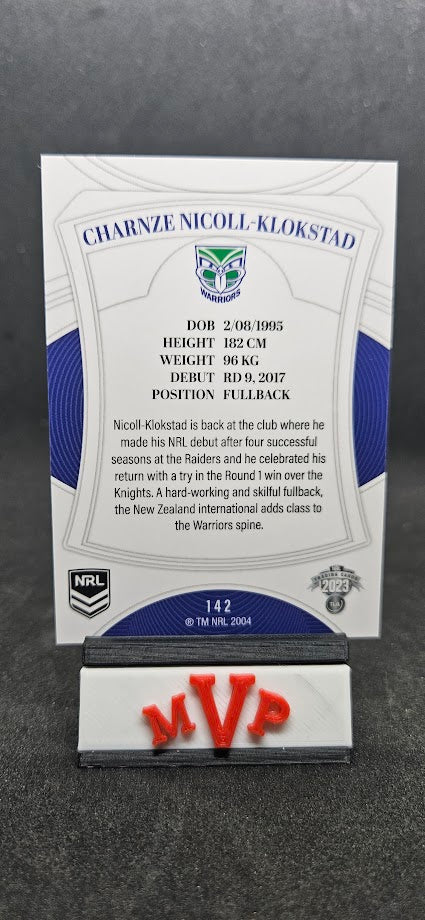 CHARNZE NICOLL-KLOKSTAD
WARRIORS
DOB 2/08/1995
HEIGHT 182 CM
WEIGHT 96 KG
DEBUT RD 9, 2017
POSITION FULLBACK
Nicoll-Klokstad is back at the club where he
made his NRL debut after four successful
seasons at the Raiders and he celebrated his
return with a try in the Round 1 win over the
Knights. A hard-working and skilful fullback,
the New Zealand international adds class to
the Warriors spine.
NRL
TRADING CARDS
2023
TLA
142
® TM NRL 2004
MVP